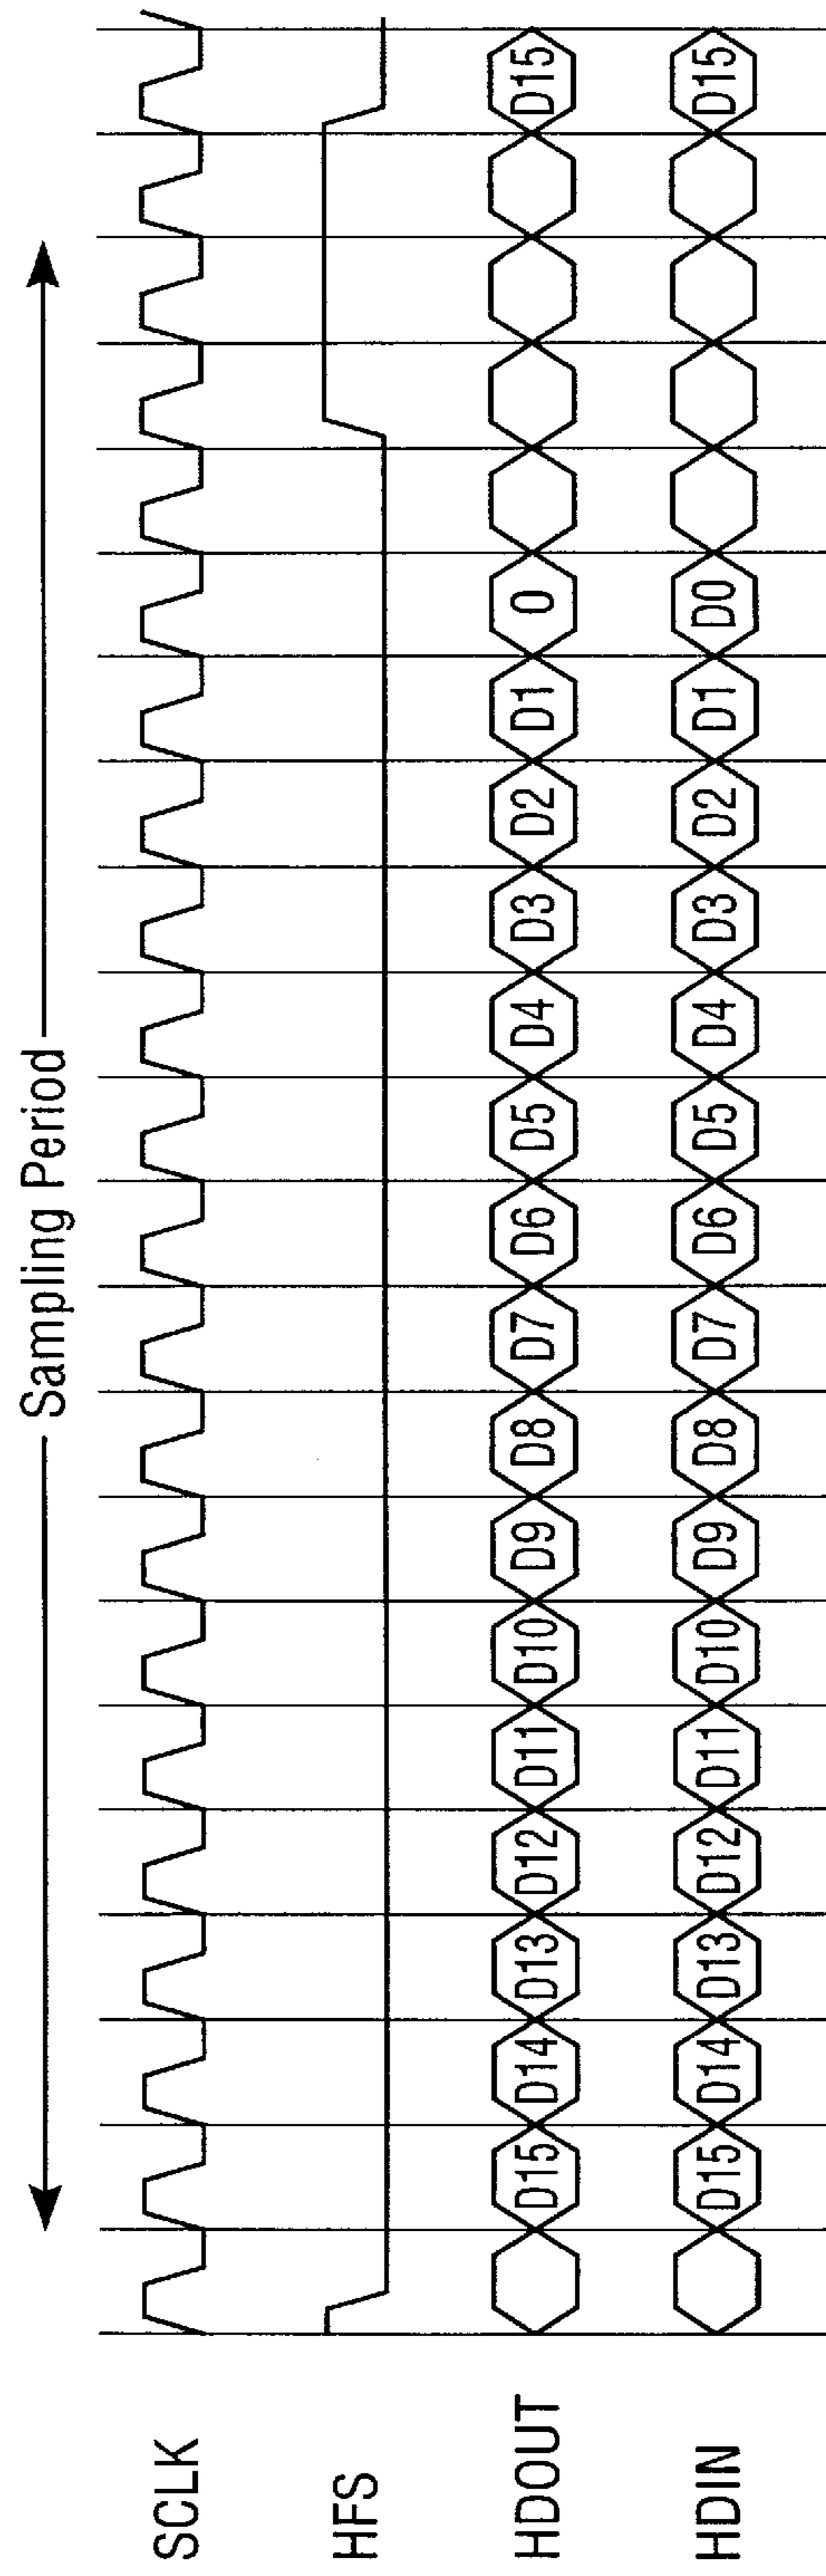 Sampling Period
SCLK
HFS
HDOUT D15 D14 D13 D12 D11 D10 D9 D8 D7 D6 D5 D4 D3 D2 D1 0 D15
HDIN D15 D14 D13 D12 D11 D10 D9 D8 D7 D6 D5 D4 D3 D2 D1 D0 D15